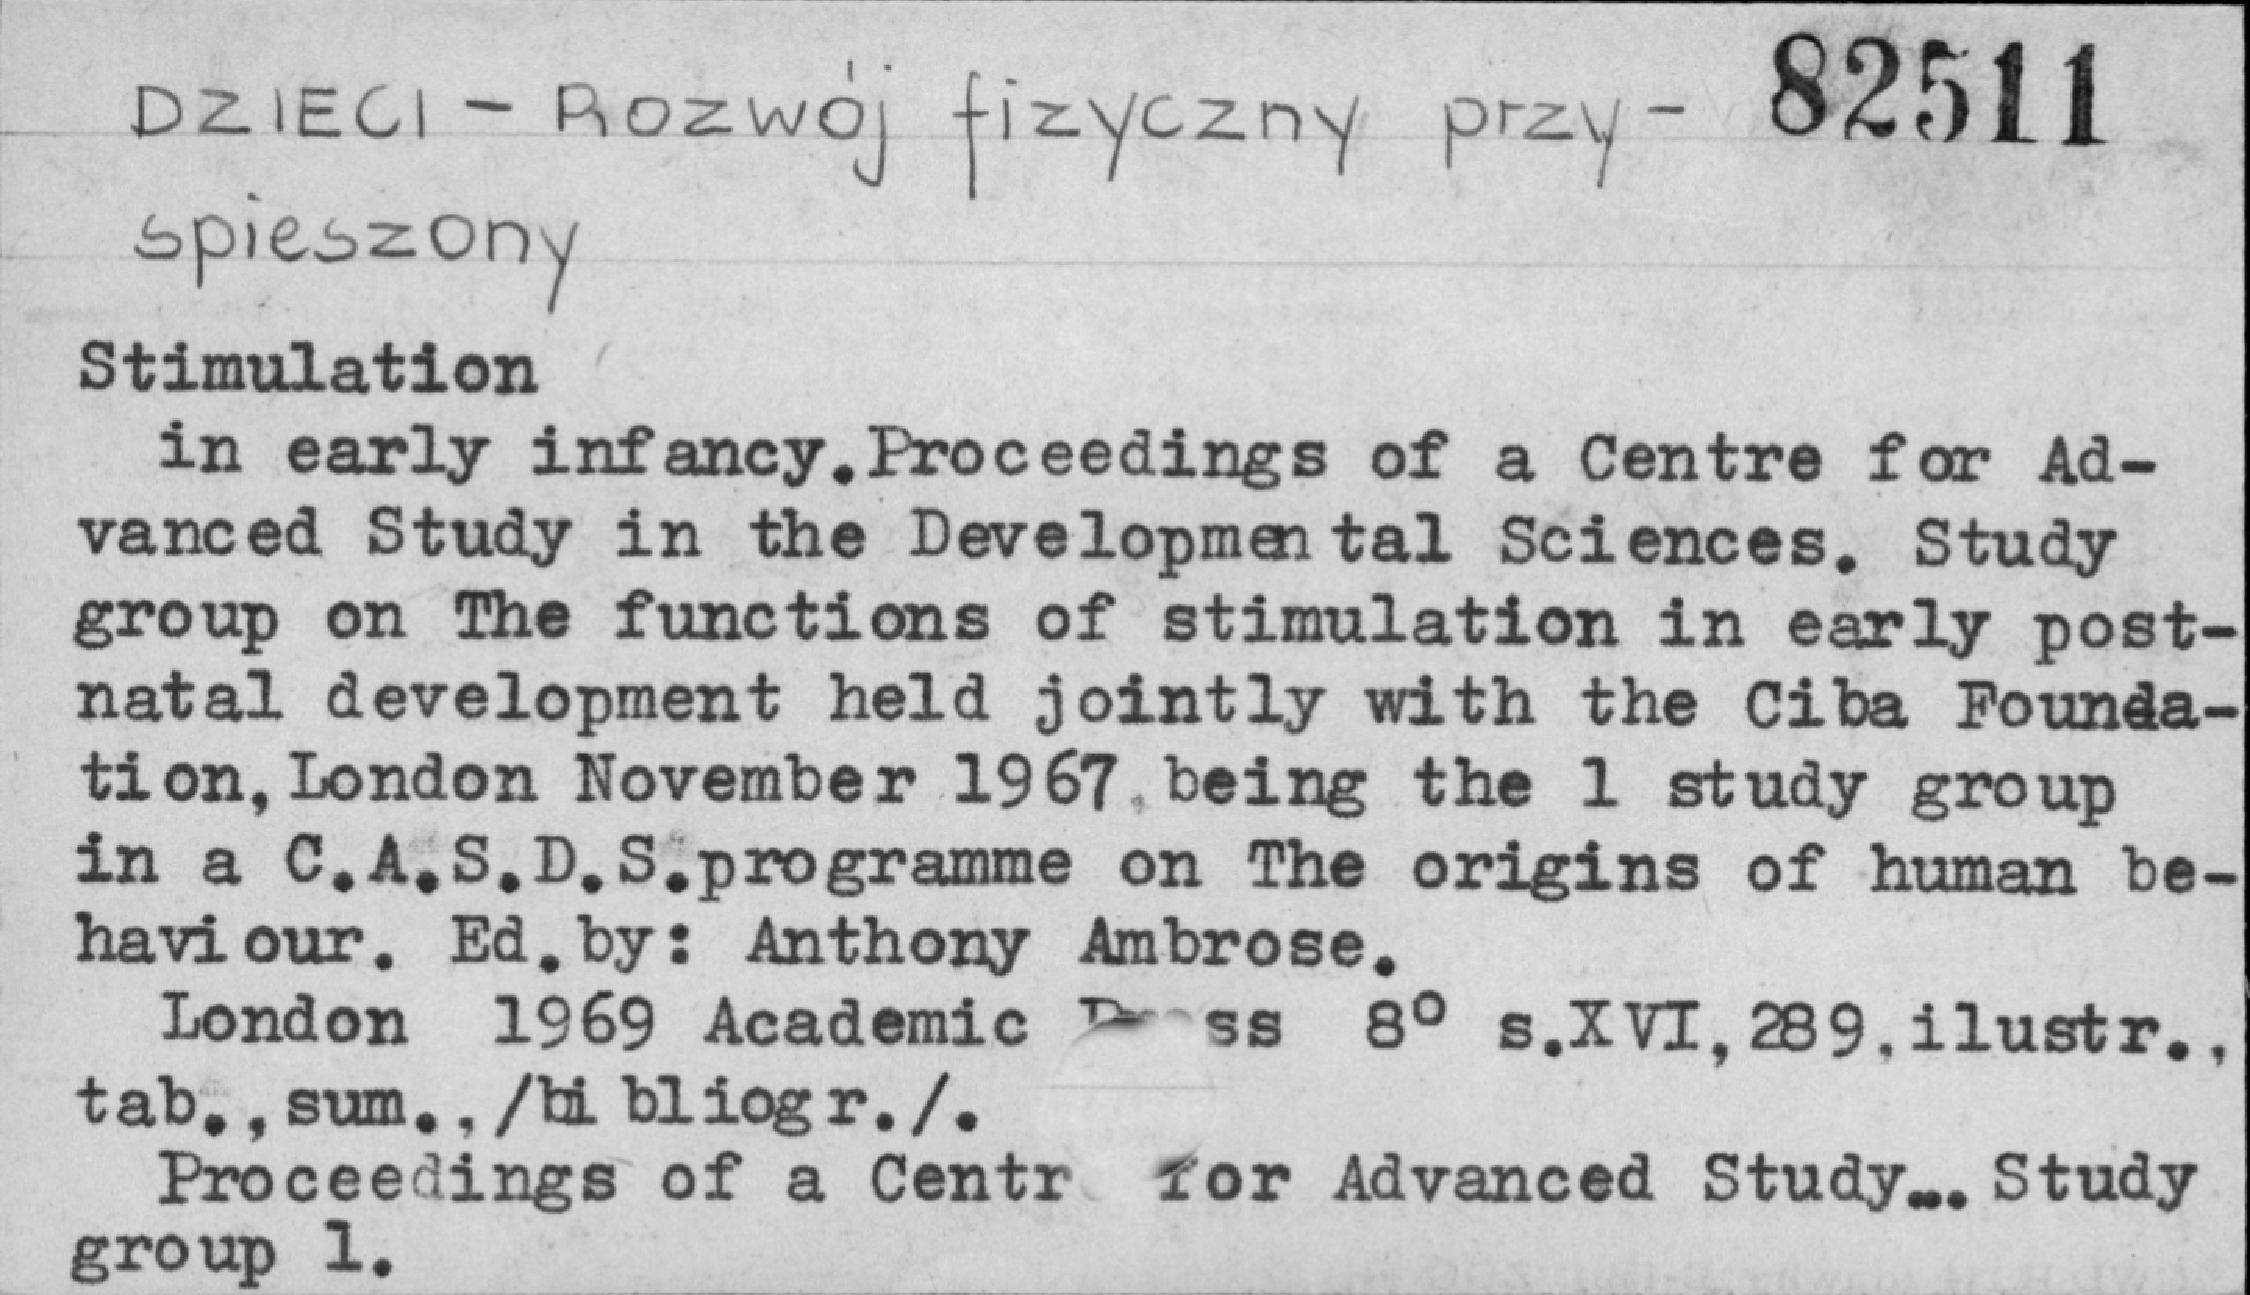 DZIECI - Rozwój fizyczny przy- 82511
spieszony
Stimulation
in early infancy. Proceedings of a Centre for Ad-
vanced Study in the Developmental Sciences. Study
group on The functions of stimulation in early post-
natal development held jointly with the Ciba Founda-
tion, London November 1967, being the 1 study group
in a C.A.S.D.S. programme on The origins of human be-
haviour. Ed. by: Anthony Ambrose.
London 1969 Academic 8° s.XVI, 289, ilustr.,
tab., sum., /bibliogr./.
Proceedings of a Centr for Advanced Study... Study
group 1.